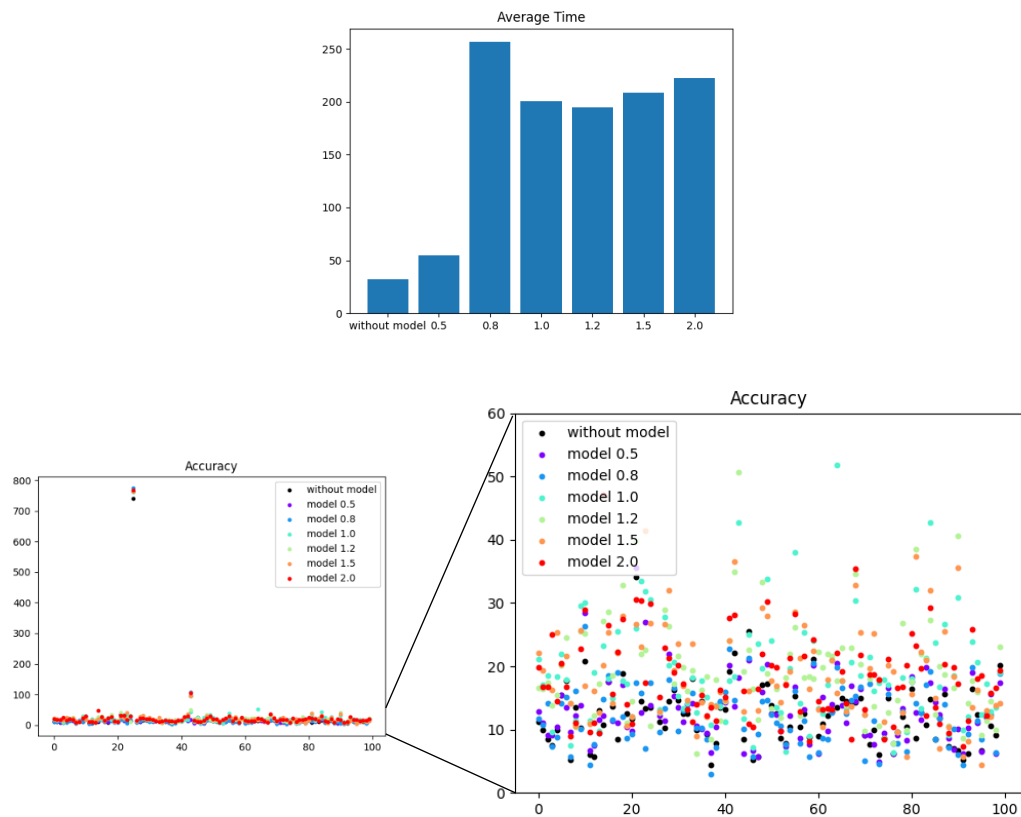 Average Time
250
200
150
100
50
0
without model 0.5 0.8 1.0 1.2 1.5 2.0
Accuracy
800
700
600
500
400
300
200
100
0
without model
model 0.5
model 0.8
model 1.0
model 1.2
model 1.5
model 2.0
0 20 40 60 80 100
Accuracy
60
50
40
30
20
10
0
without model
model 0.5
model 0.8
model 1.0
model 1.2
model 1.5
model 2.0
0 20 40 60 80 100